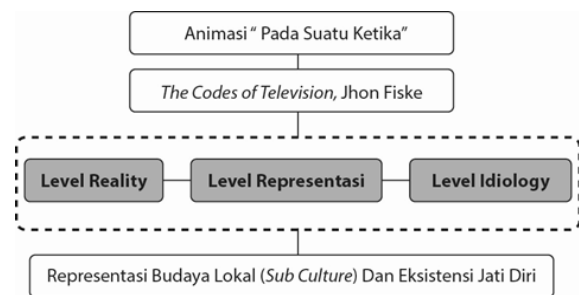 Animasi “ Pada Suatu Ketika”
The Codes of Television, Jhon Fiske
Level Reality
Level Representasi
Level Idiology
Representasi Budaya Lokal (Sub Culture) Dan Eksistensi Jati Diri